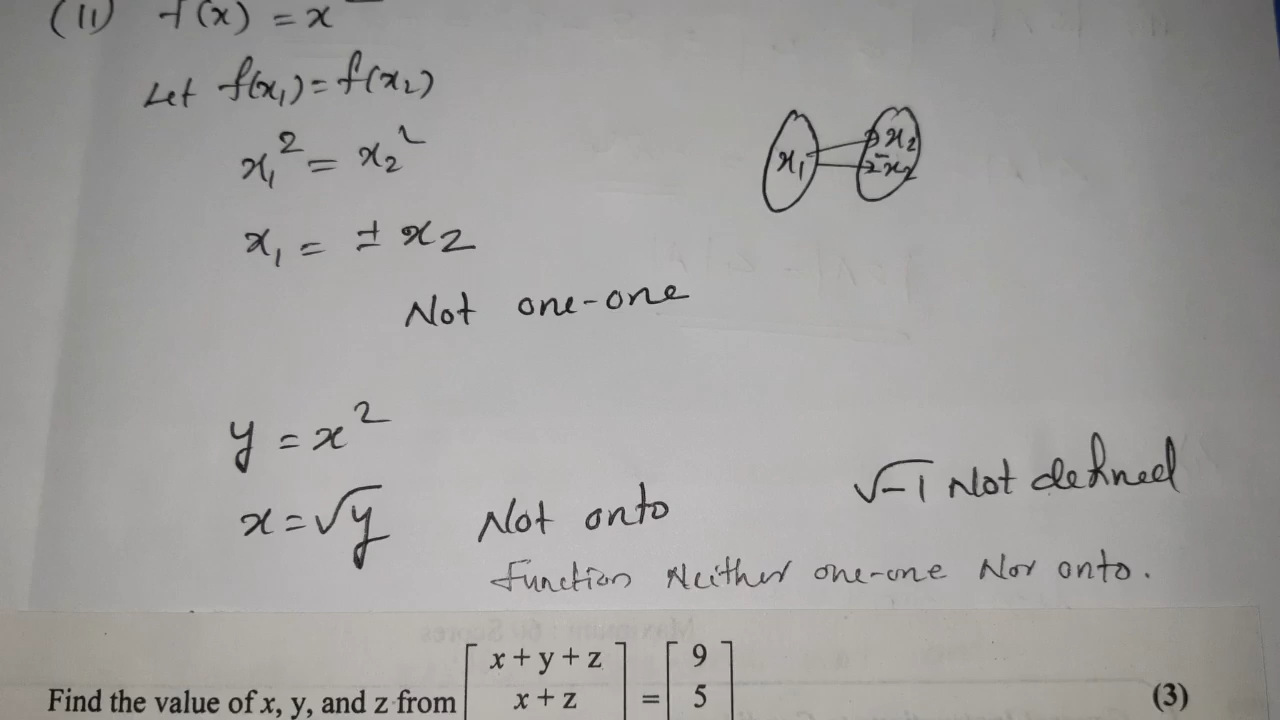 (11) f(x) = x
Let f(x₁) = f(x₂)
x₁² = x₂²
x₁ = ± x₂
x₁ x₂
-x₂
Not one-one
y = x²
x = √y Not onto √-1 Not defined
Function Neither one-one Nor onto.
Find the value of x, y, and z from [ x + y + z ] = [ 9 ]
[ x + z ] [ 5 ] (3)